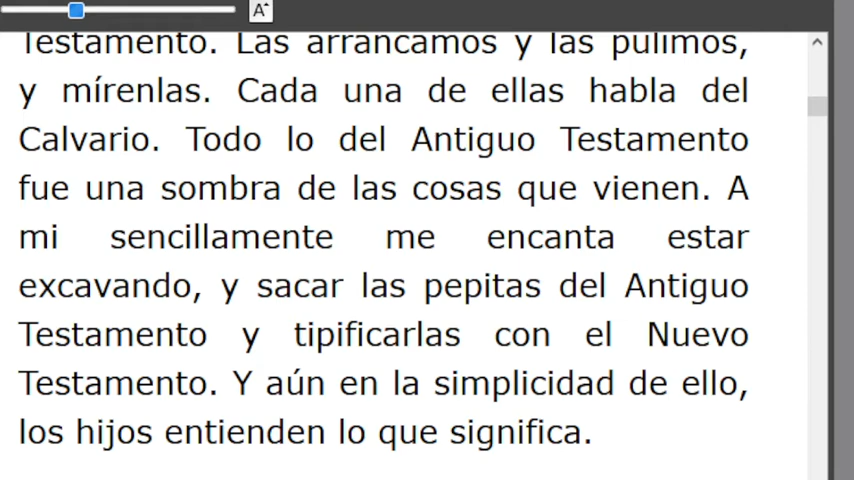 A
Testamento. Las arrancamos y las pulimos,
y mírenlas. Cada una de ellas habla del
Calvario. Todo lo del Antiguo Testamento
fue una sombra de las cosas que vienen. A
mi sencillamente me encanta estar
excavando, y sacar las pepitas del Antiguo
Testamento y tipificarlas con el Nuevo
Testamento. Y aún en la simplicidad de ello,
los hijos entienden lo que significa.